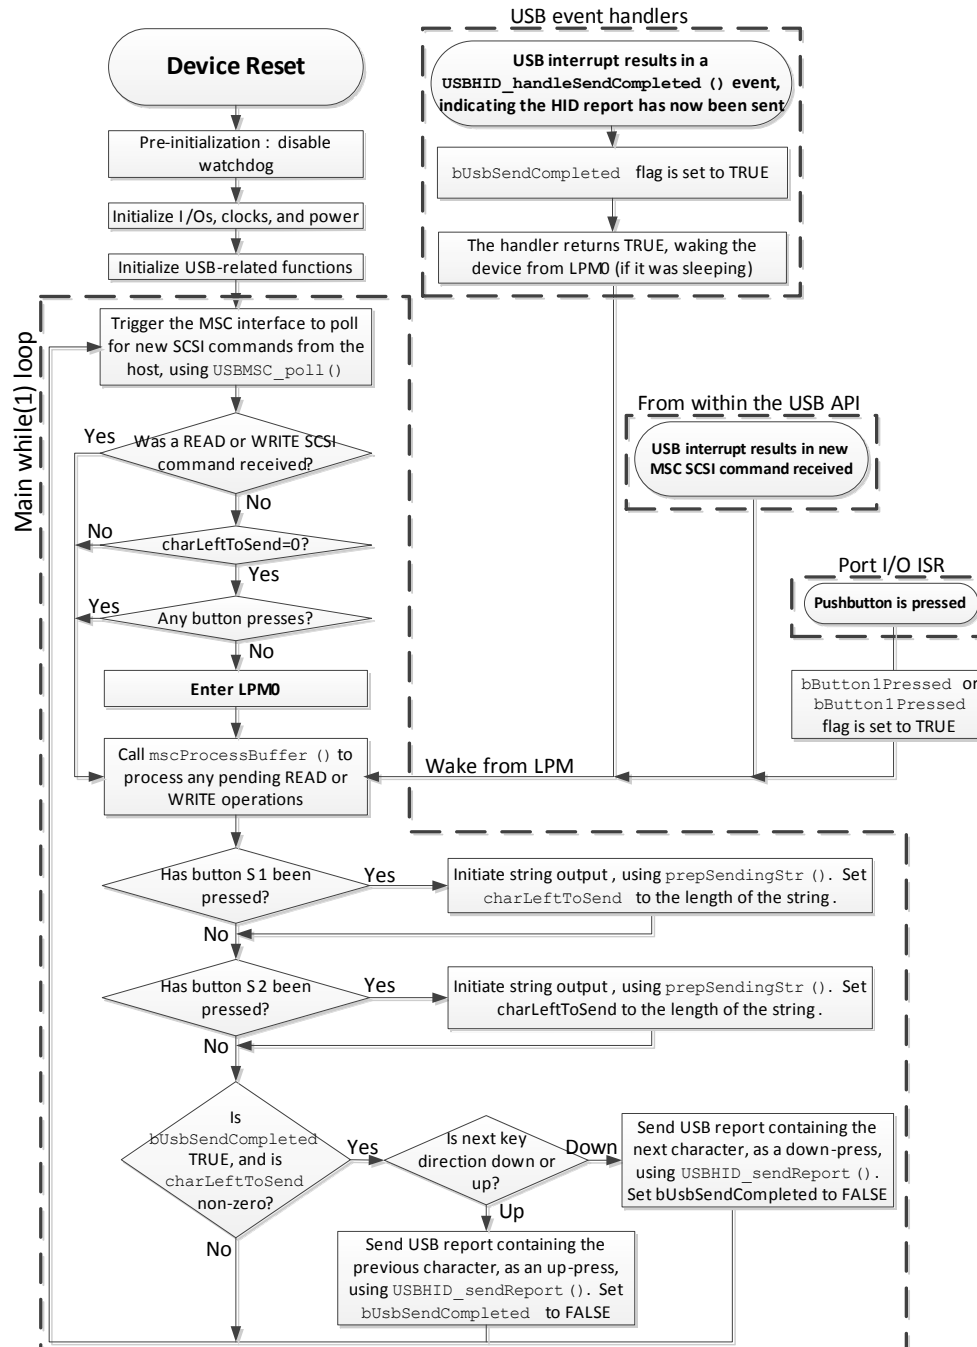 USB event handlers
Device Reset
USB interrupt results in a
USBHID_handleSendCompleted () event,
indicating the HID report has now been sent
Pre-initialization : disable
watchdog
bUsbSendCompleted flag is set to TRUE
Initialize I/Os, clocks, and power
The handler returns TRUE, waking the
device from LPM0 (if it was sleeping)
Initialize USB-related functions
Main while(1) loop
Trigger the MSC interface to poll
for new SCSI commands from the
host, using USBMSC_poll()
From within the USB API
USB interrupt results in new
MSC SCSI command received
Yes
Was a READ or WRITE SCSI
command received?
No
No
charLeftToSend=0?
Yes
Port I/O ISR
Pushbutton is pressed
Yes
Any button presses?
No
Enter LPM0
bButton1Pressed or
bButton1Pressed
flag is set to TRUE
Call mscProcessBuffer () to
process any pending READ or
WRITE operations
Wake from LPM
Has button S1 been
pressed?
Yes
Initiate string output , using prepSendingStr (). Set
charLeftToSend to the length of the string .
No
Has button S2 been
pressed?
Yes
Initiate string output , using prepSendingStr (). Set
charLeftToSend to the length of the string .
No
Is
bUsbSendCompleted
TRUE, and is
charLeftToSend
non-zero?
Yes
Is next key
direction down or
up?
Down
Send USB report containing the
next character, as a down-press,
using USBHID_sendReport ().
Set bUsbSendCompleted to FALSE
Up
No
Send USB report containing the
previous character, as an up-press,
using USBHID_sendReport (). Set
bUsbSendCompleted to FALSE